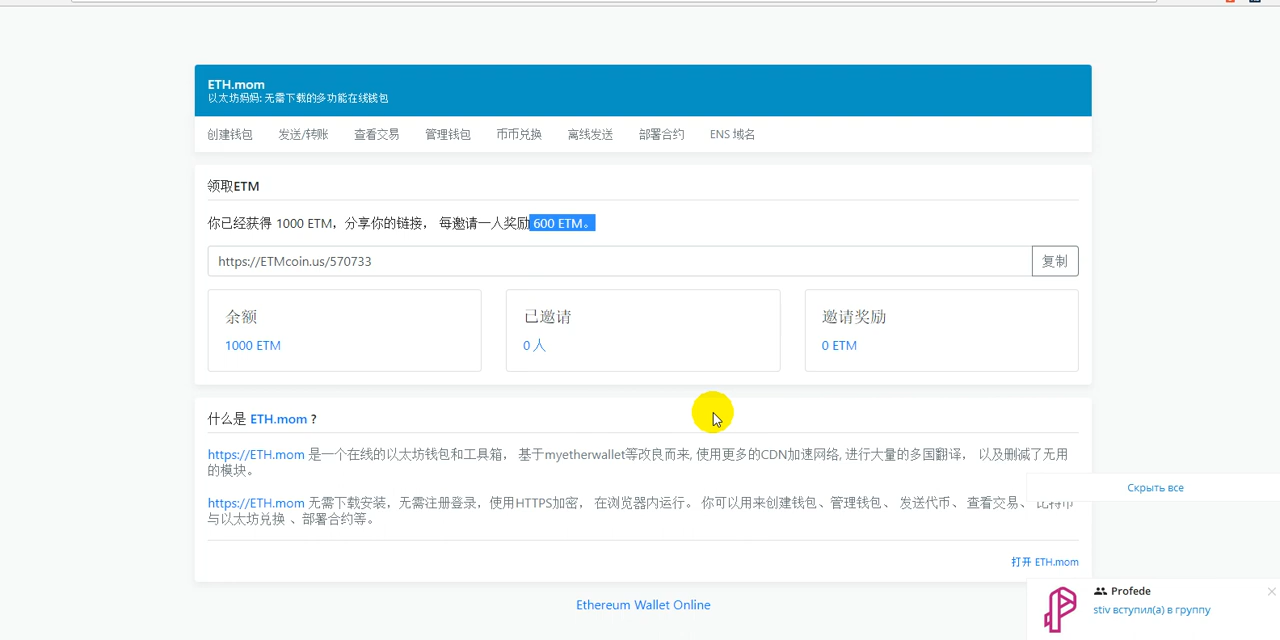 ETH.mom
以太坊妈妈: 无需下载的多功能在线钱包
创建钱包 发送/转账 查看交易 管理钱包 币币兑换 离线发送 部署合约 ENS 域名
领取ETM
你已经获得 1000 ETM，分享你的链接， 每邀请一人奖励 600 ETM。
https://ETMcoin.us/570733 复制
余额 已邀请 邀请奖励
1000 ETM 0 人 0 ETM
什么是 ETH.mom ?
https://ETH.mom 是一个在线的以太坊钱包和工具箱， 基于myetherwallet等改良而来, 使用更多的CDN加速网络, 进行大量的多国翻译， 以及删减了无用
的模块。
Скрыть все
https://ETH.mom 无需下载安装，无需注册登录，使用HTTPS加密， 在浏览器内运行。 你可以用来创建钱包、管理钱包、 发送代币、 查看交易、 比特币
与以太坊兑换 、部署合约等。
打开 ETH.mom
Profede
stiv вступил(а) в группу
Ethereum Wallet Online